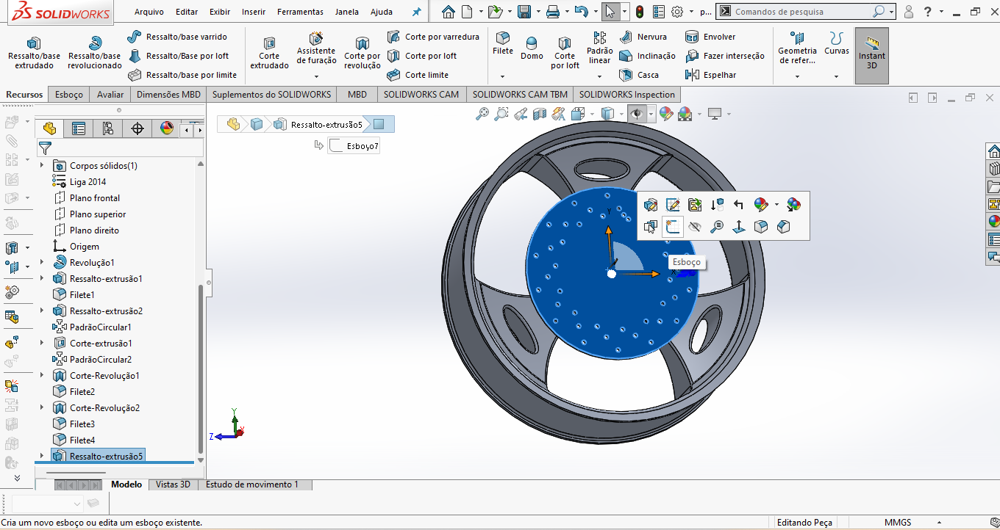 SOLIDWORKS
Arquivo Editar Exibir Inserir Ferramentas Janela Ajuda
p...
Comandos de pesquisa
Ressalto/base extrudado
Ressalto/base revolucionado
Ressalto/base varrido
Ressalto/base por loft
Ressalto/base por limite
Corte extrudado
Assistente de furação
Corte por revolução
Corte por varredura
Corte por loft
Corte limite
Filete
Domo
Corte por loft
Padrão linear
Nervura
Inclinação
Casca
Envolver
Fazer interseção
Espelhar
Geometria de refer...
Curvas
Instant 3D
Recursos Esboço Avaliar Dimensões MBD Suplementos do SOLIDWORKS MBD SOLIDWORKS CAM SOLIDWORKS CAM TBM SOLIDWORKS Inspection
Ressalto-extrusão5
Esboço7
Corpos sólidos(1)
Liga 2014
Plano frontal
Plano superior
Plano direito
Origem
Revolução1
Ressalto-extrusão1
Filete1
Ressalto-extrusão2
PadrãoCircular1
Corte-extrusão1
PadrãoCircular2
Corte-Revolução1
Filete2
Corte-Revolução2
Filete3
Filete4
Ressalto-extrusão5
Y
X
Esboço
Y
X
Z
Modelo Vistas 3D Estudo de movimento 1
Cria um novo esboço ou edita um esboço existente.
Editando Peça
MMGS